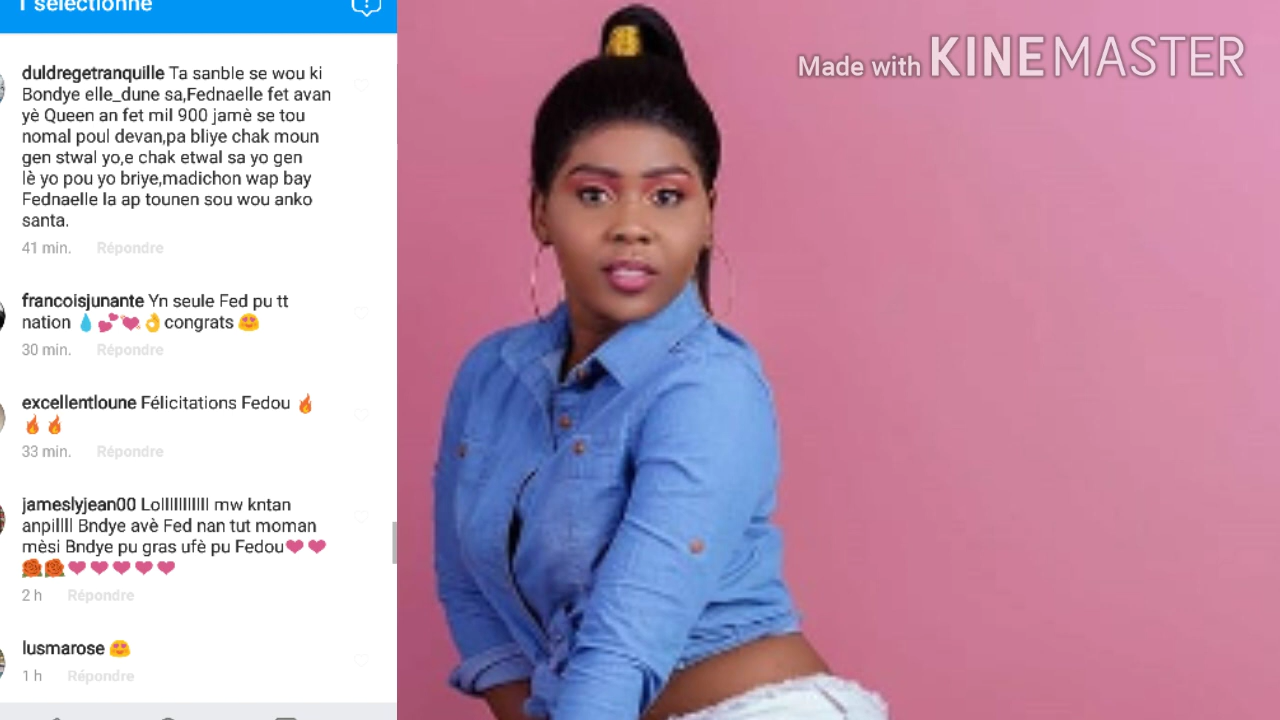 1 sélectionné
duldregetranquille Ta sanble se wou ki
Bondye elle_dune sa,Fednaelle fet avan
yè Queen an fet mil 900 jamè se tou
nomal poul devan,pa bliye chak moun
gen stwal yo,e chak etwal sa yo gen
lè yo pou yo briye,madichon wap bay
Fednaelle la ap tounen sou wou anko
santa.
41 min. Répondre
francoisjunante Yn seule Fed pu tt
nation 💧💞💘👌congrats 😍
30 min. Répondre
excellentloune Félicitations Fedou 🔥
🔥🔥
33 min. Répondre
jameslyjean00 Lollllllllllll mw kntan
anpillll Bndye avè Fed nan tut moman
mèsi Bndye pu gras ufè pu Fedou❤❤
🌹🌹❤❤❤❤❤
2 h Répondre
lusmarose 😍
1 h Répondre
Made with KINEMASTER